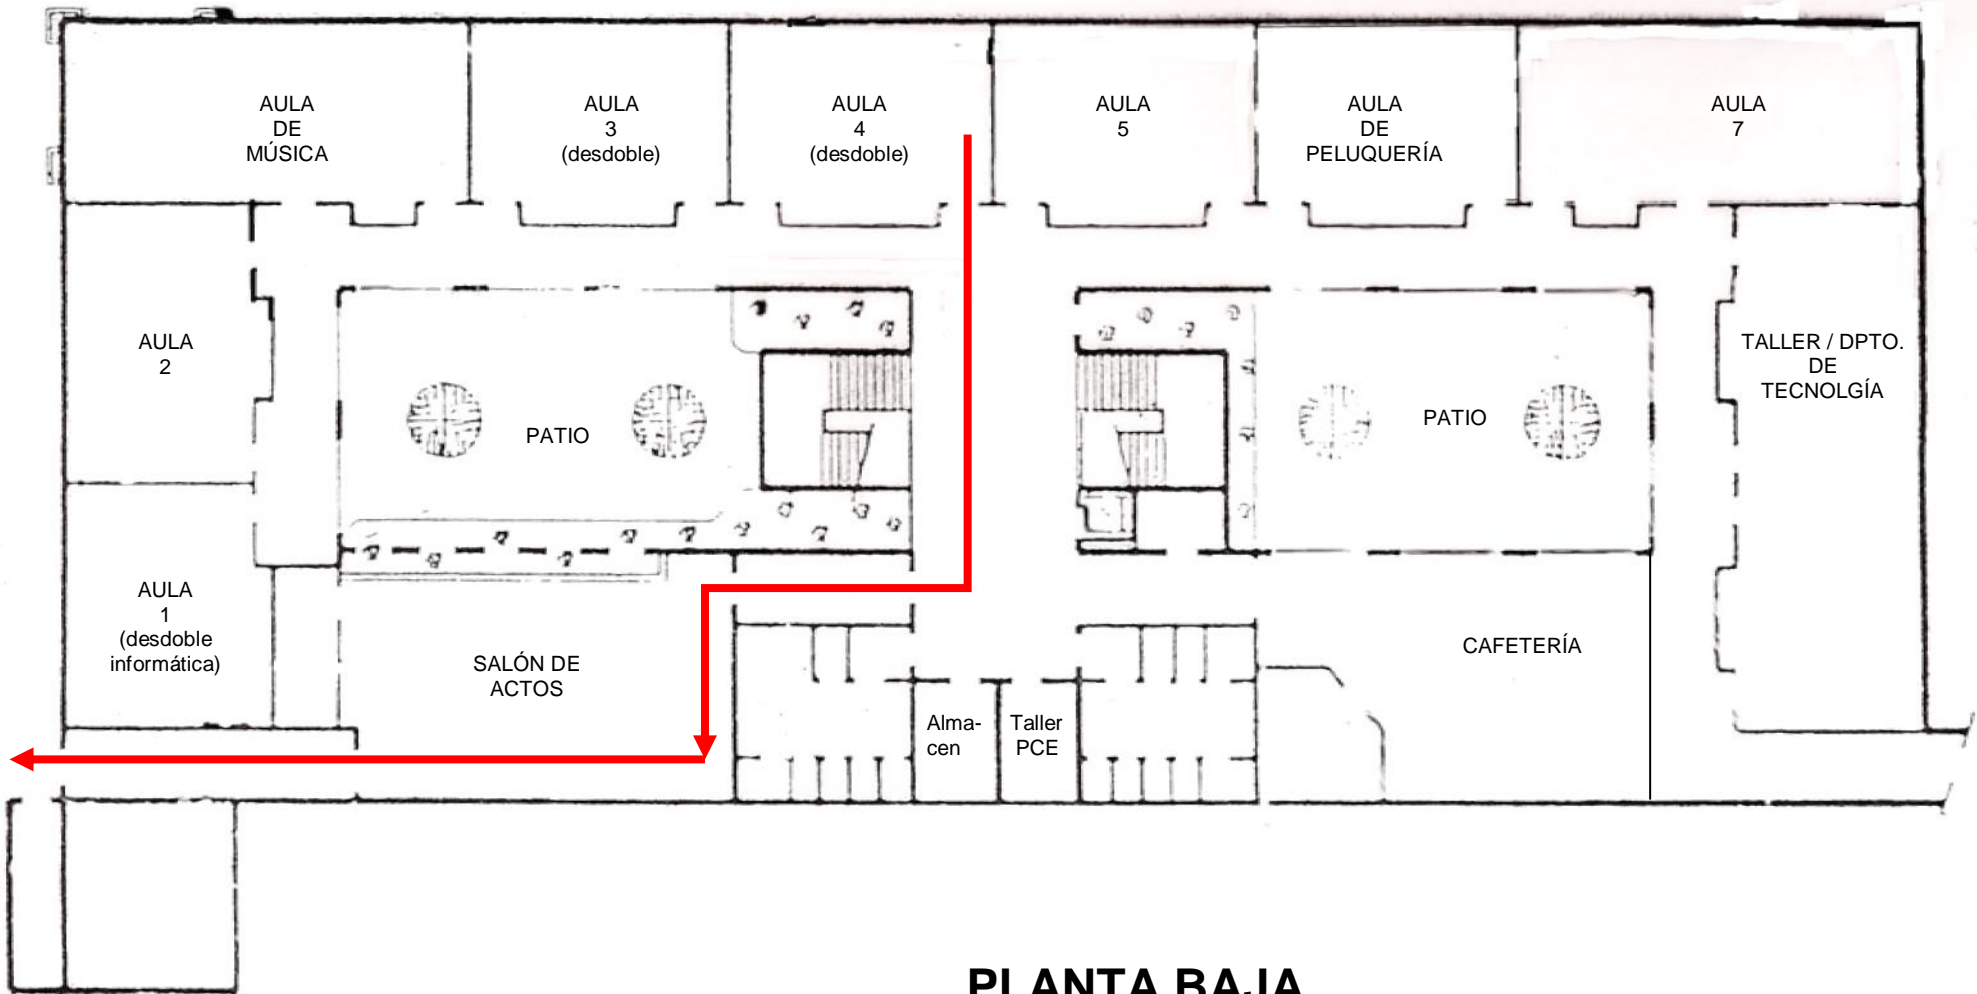 AULA
DE
MÚSICA
AULA
3
(desdoble)
AULA
4
(desdoble)
AULA
5
AULA
DE
PELUQUERÍA
AULA
7
AULA
2
PATIO
PATIO
TALLER / DPTO.
DE
TECNOLGÍA
AULA
1
(desdoble
informática)
SALÓN DE
ACTOS
CAFETERÍA
Alma-
cen
Taller
PCE
PLANTA BAJA